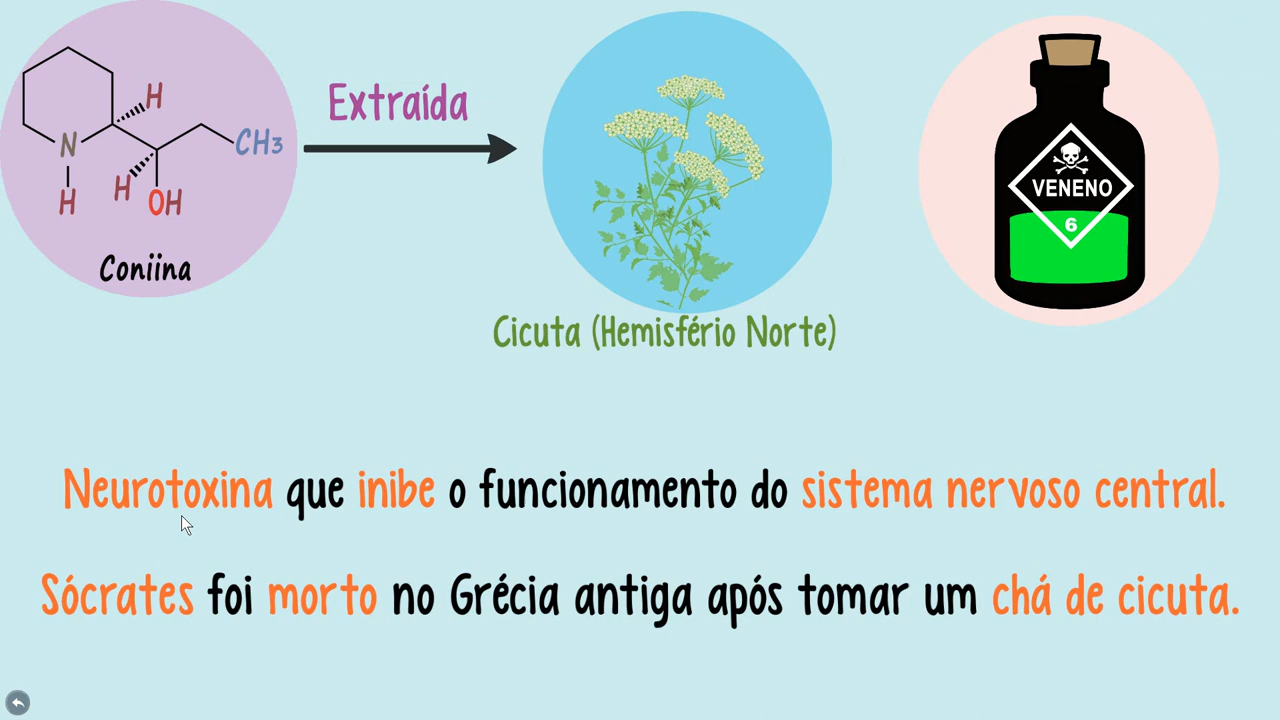 H
N
CH3
H
H
OH
Coniina
Extraída
Cicuta (Hemisfério Norte)
VENENO
6
Neurotoxina que inibe o funcionamento do sistema nervoso central.
Sócrates foi morto no Grécia antiga após tomar um chá de cicuta.